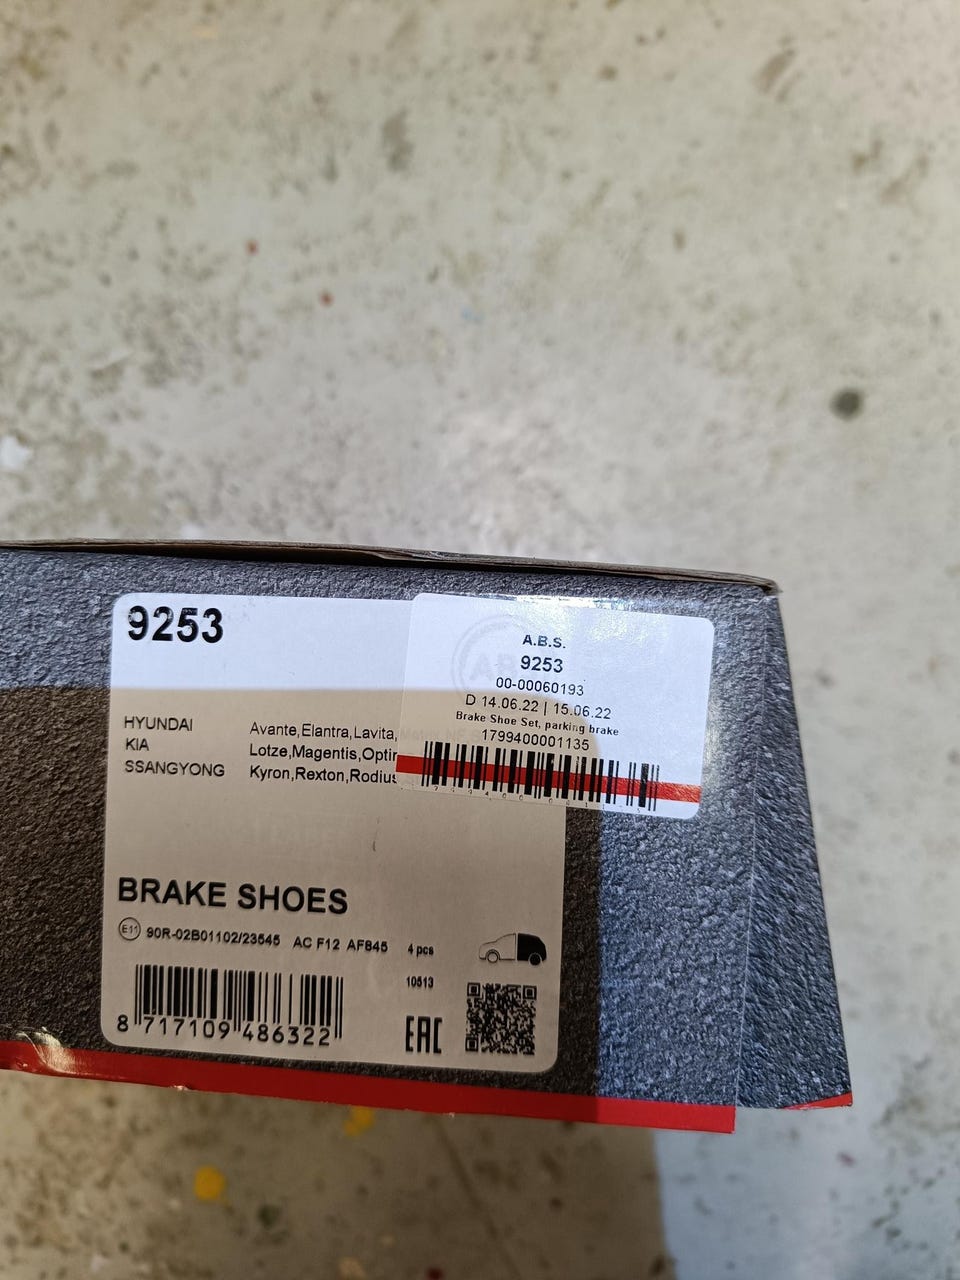 9253
HYUNDAI Avante,Elantra,Lavita,
KIA Lotze,Magentis,Optim
SSANGYONG Kyron,Rexton,Rodius
A.B.S.
9253
00-00060193
D 14.06.22 | 15.06.22
Brake Shoe Set, parking brake
1799400001135
BRAKE SHOES
E11 90R-02B01102/23545 AC F12 AF845 4 pcs
10513
8 717109 486322
EAC